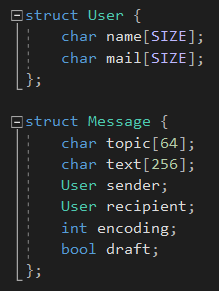 struct User {
    char name[SIZE];
    char mail[SIZE];
};

struct Message {
    char topic[64];
    char text[256];
    User sender;
    User recipient;
    int encoding;
    bool draft;
};